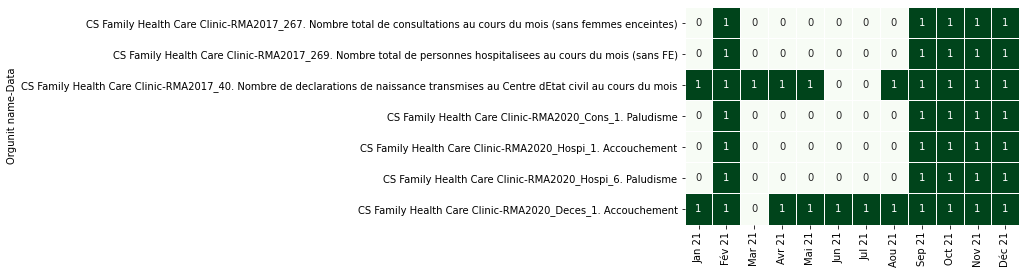 Orgunit name-Data
CS Family Health Care Clinic-RMA2017_267. Nombre total de consultations au cours du mois (sans femmes enceintes) 0 1 0 0 0 0 0 0 1 1 1 1
CS Family Health Care Clinic-RMA2017_269. Nombre total de personnes hospitalisees au cours du mois (sans FE) 0 1 0 0 0 0 0 0 1 1 1 1
CS Family Health Care Clinic-RMA2017_40. Nombre de declarations de naissance transmises au Centre dEtat civil au cours du mois 1 1 1 1 1 0 0 1 1 1 1 1
CS Family Health Care Clinic-RMA2020_Cons_1. Paludisme 0 1 0 0 0 0 0 0 1 1 1 1
CS Family Health Care Clinic-RMA2020_Hospi_1. Accouchement 0 1 0 0 0 0 0 0 1 1 1 1
CS Family Health Care Clinic-RMA2020_Hospi_6. Paludisme 0 1 0 0 0 0 0 0 1 1 1 1
CS Family Health Care Clinic-RMA2020_Deces_1. Accouchement 1 1 0 1 1 1 1 1 1 1 1 1
Jan 21 Fév 21 Mar 21 Avr 21 Mai 21 Jun 21 Jul 21 Aou 21 Sep 21 Oct 21 Nov 21 Déc 21